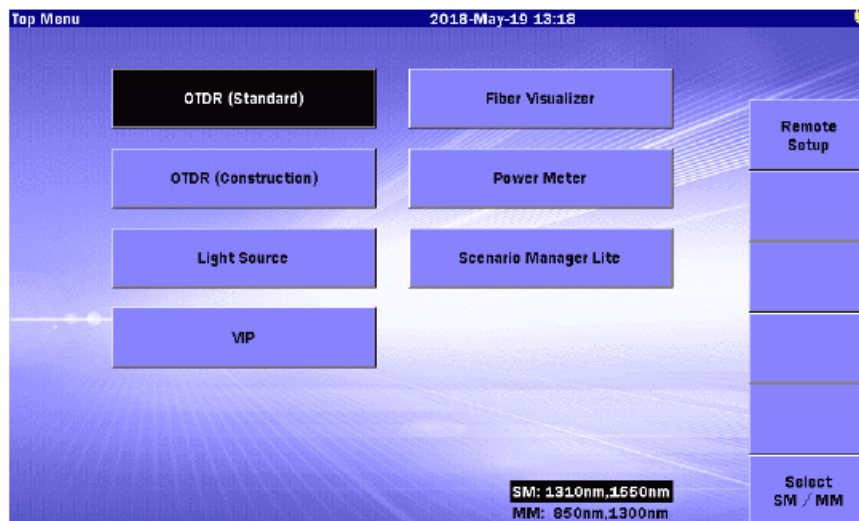 Top Menu 2018-May-19 13:18
OTDR (Standard)
Fiber Visualizer
OTDR (Construction)
Power Meter
Light Source
Scenario Manager Lite
VIP
Remote
Setup
SM: 1310nm,1550nm
MM: 850nm,1300nm
Select
SM / MM